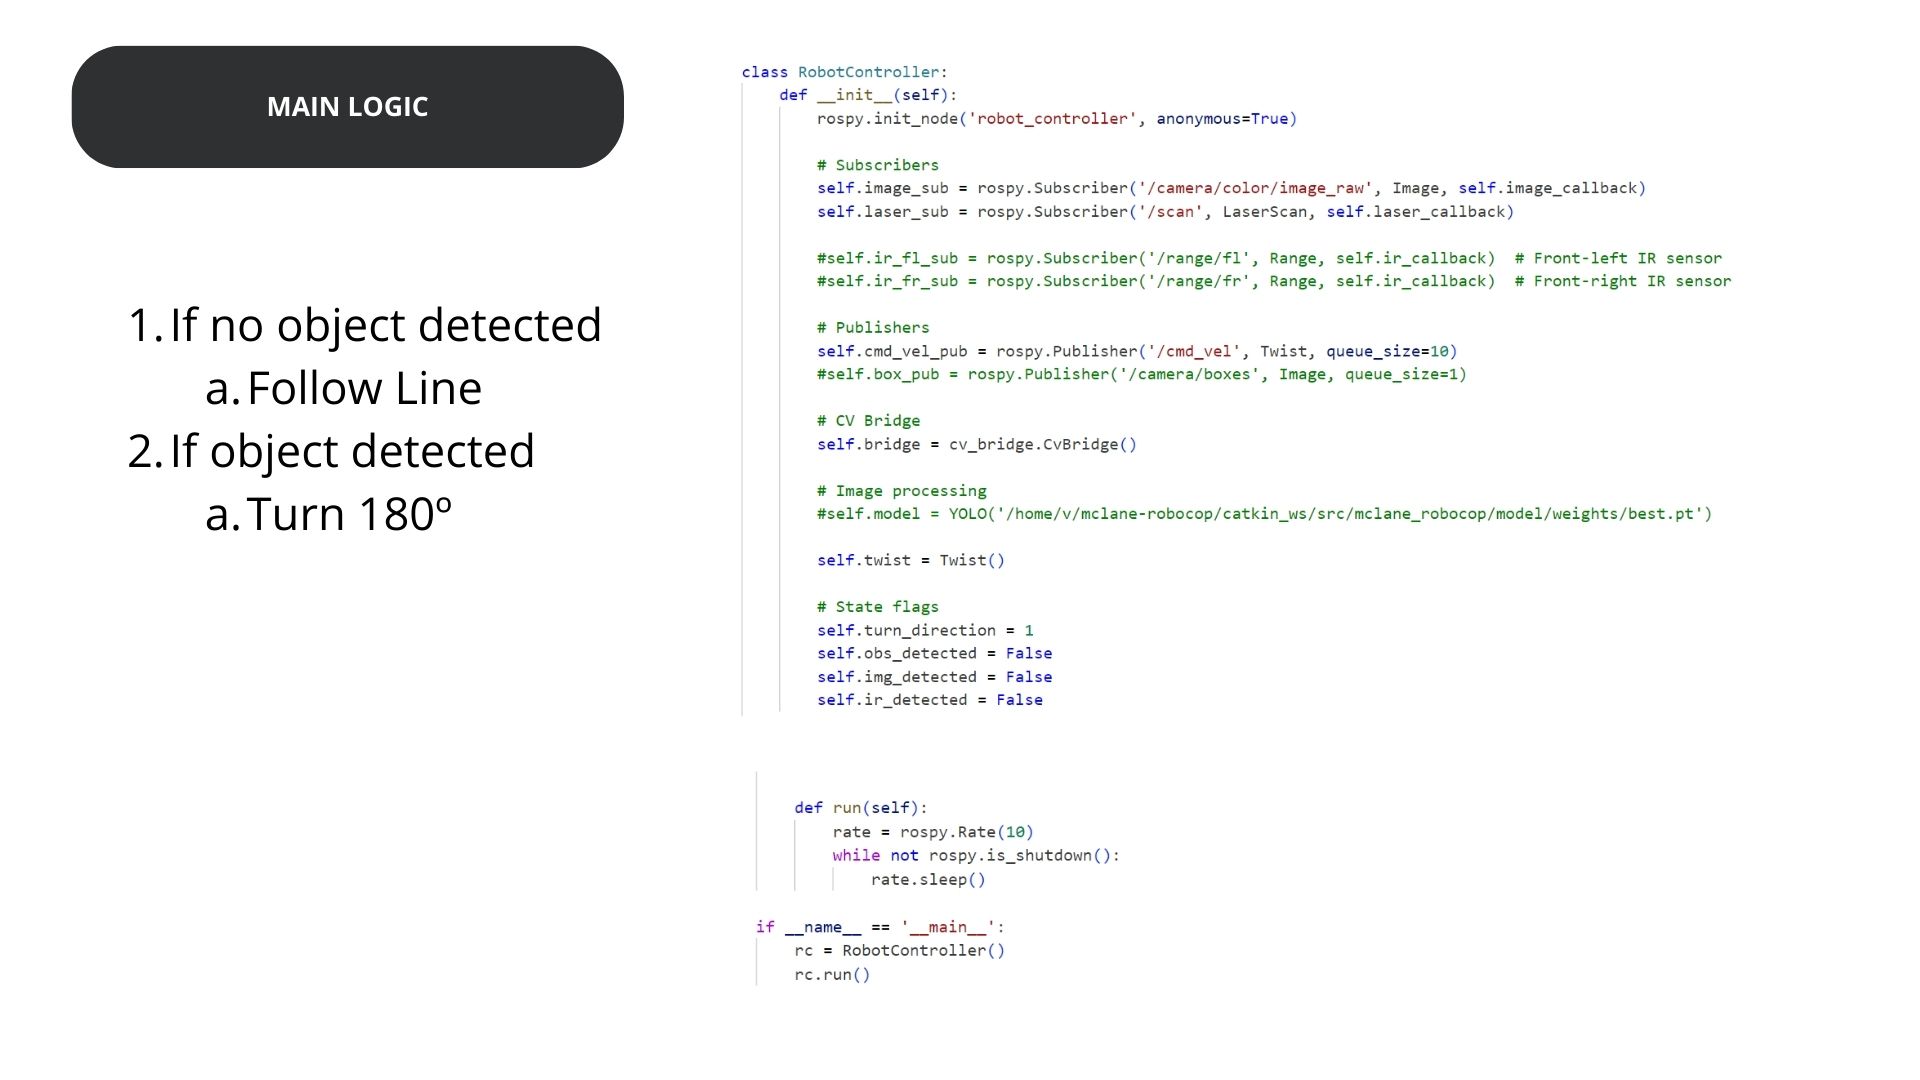 MAIN LOGIC
1. If no object detected
a. Follow Line
2. If object detected
a. Turn 180º
class RobotController:
def __init__(self):
rospy.init_node('robot_controller', anonymous=True)
# Subscribers
self.image_sub = rospy.Subscriber('/camera/color/image_raw', Image, self.image_callback)
self.laser_sub = rospy.Subscriber('/scan', LaserScan, self.laser_callback)
#self.ir_fl_sub = rospy.Subscriber('/range/fl', Range, self.ir_callback)  # Front-left IR sensor
#self.ir_fr_sub = rospy.Subscriber('/range/fr', Range, self.ir_callback)  # Front-right IR sensor
# Publishers
self.cmd_vel_pub = rospy.Publisher('/cmd_vel', Twist, queue_size=10)
#self.box_pub = rospy.Publisher('/camera/boxes', Image, queue_size=1)
# CV Bridge
self.bridge = cv_bridge.CvBridge()
# Image processing
#self.model = YOLO('/home/v/mclane-robocop/catkin_ws/src/mclane_robocop/model/weights/best.pt')
self.twist = Twist()
# State flags
self.turn_direction = 1
self.obs_detected = False
self.img_detected = False
self.ir_detected = False
def run(self):
rate = rospy.Rate(10)
while not rospy.is_shutdown():
rate.sleep()
if __name__ == '__main__':
rc = RobotController()
rc.run()